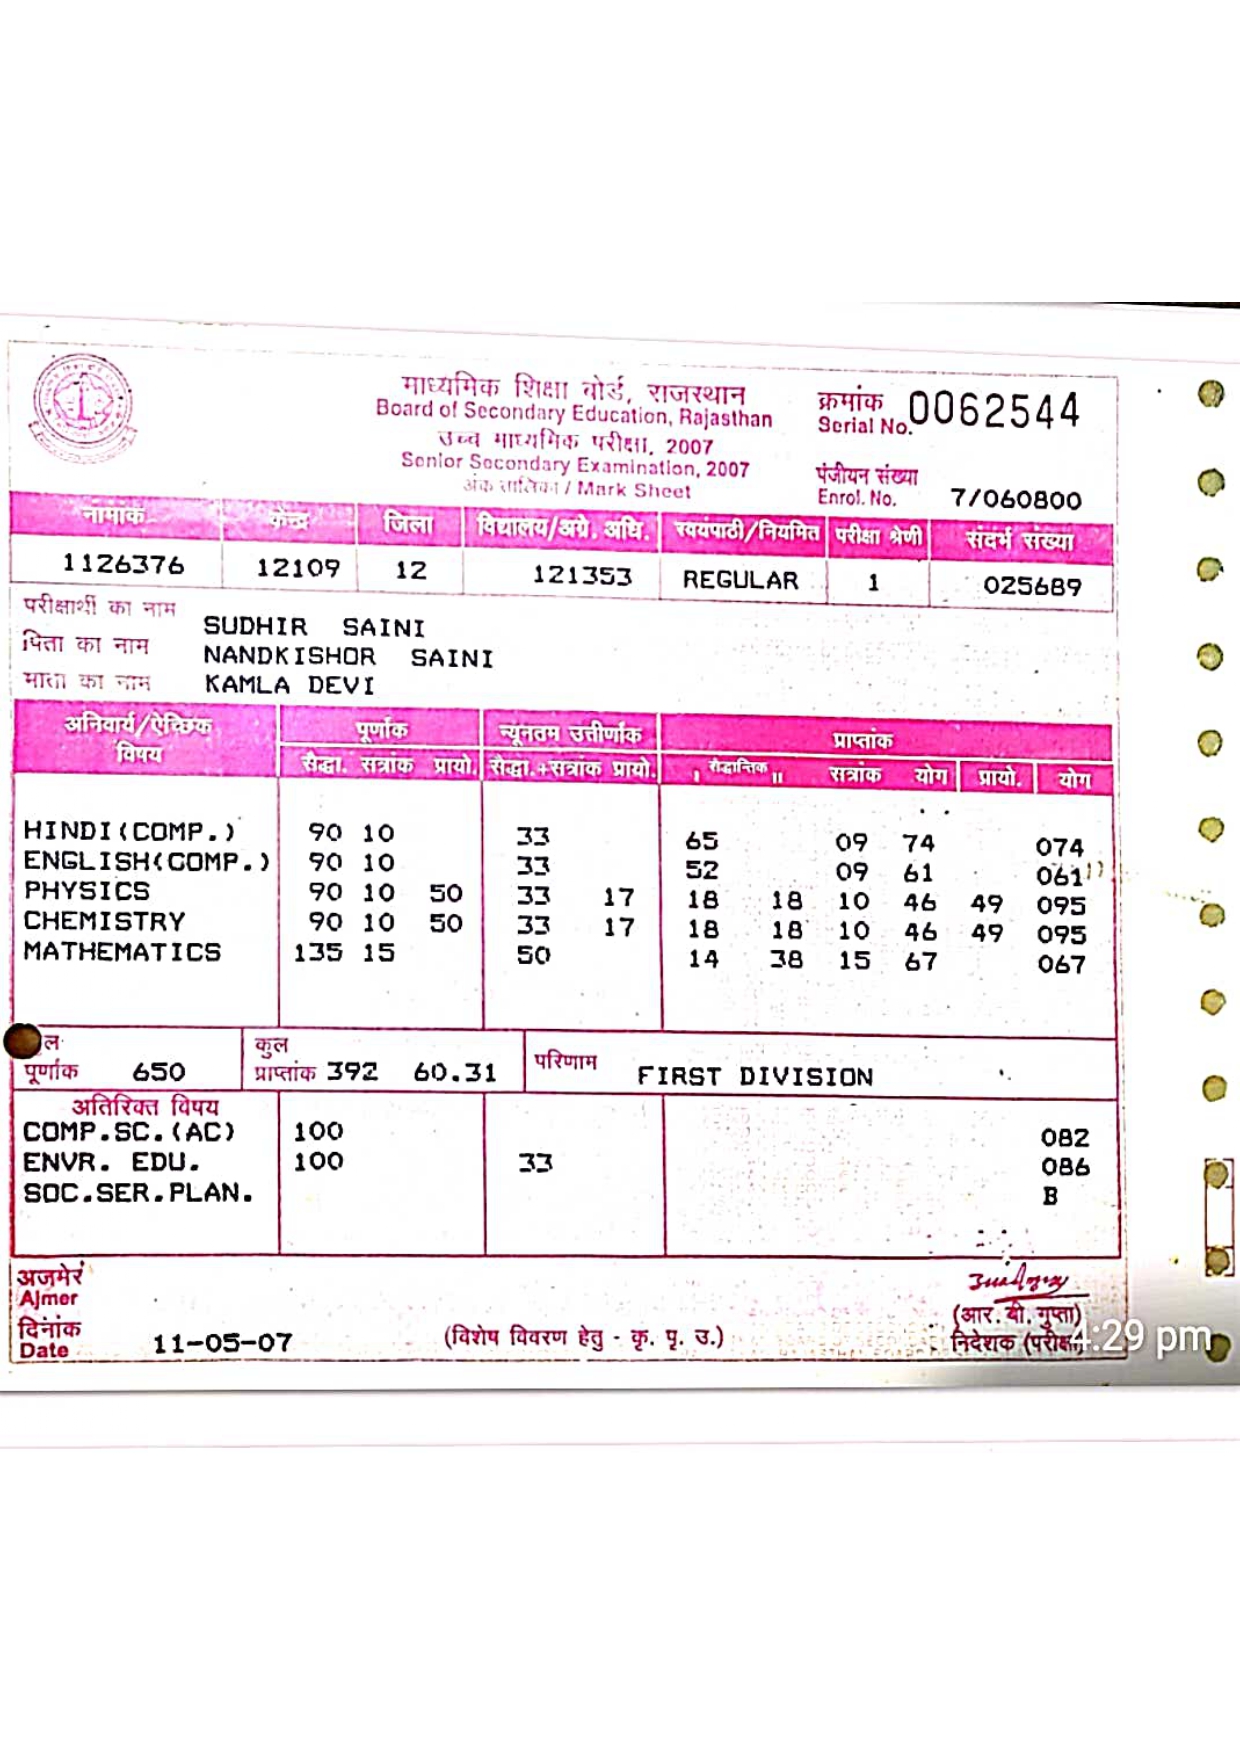 माध्यमिक शिक्षा बोर्ड, राजस्थान
Board of Secondary Education, Rajasthan
उच्च माध्यमिक परीक्षा, 2007
Senior Secondary Examination, 2007
अंक तालिका / Mark Sheet
क्रमांक 0062544
Serial No.
पंजीयन संख्या
Enrol. No. 7/060800
नामांक केन्द्र जिला विद्यालय/अग्रे. अधि. स्वयंपाठी/नियमित परीक्षा श्रेणी संदर्भ संख्या
1126376 12109 12 121353 REGULAR 1 025689
परीक्षार्थी का नाम SUDHIR SAINI
पिता का नाम NANDKISHOR SAINI
माता का नाम KAMLA DEVI
अनिवार्य/ऐच्छिक विषय पूर्णांक न्यूनतम उत्तीर्णांक प्राप्तांक
सैद्धा. सत्रांक प्रायो. सैद्धा.+सत्रांक प्रायो. I सैद्धान्तिक II सत्रांक योग प्रायो. योग
HINDI(COMP.) 90 10 33 65 09 74 074
ENGLISH(COMP.) 90 10 33 52 09 61 061
PHYSICS 90 10 50 33 17 18 18 10 46 49 095
CHEMISTRY 90 10 50 33 17 18 18 10 46 49 095
MATHEMATICS 135 15 50 14 38 15 67 067
ल पूर्णांक 650 कुल प्राप्तांक 392 60.31 परिणाम FIRST DIVISION
अतिरिक्त विषय
COMP.SC.(AC) 100 082
ENVR. EDU. 100 33 086
SOC.SER.PLAN. B
अजमेर
Ajmer
दिनांक
Date 11-05-07
(विशेष विवरण हेतु - कृ. पृ. उ.)
(आर. बी. गुप्ता)
निदेशक (परीक्षा)
4:29 pm